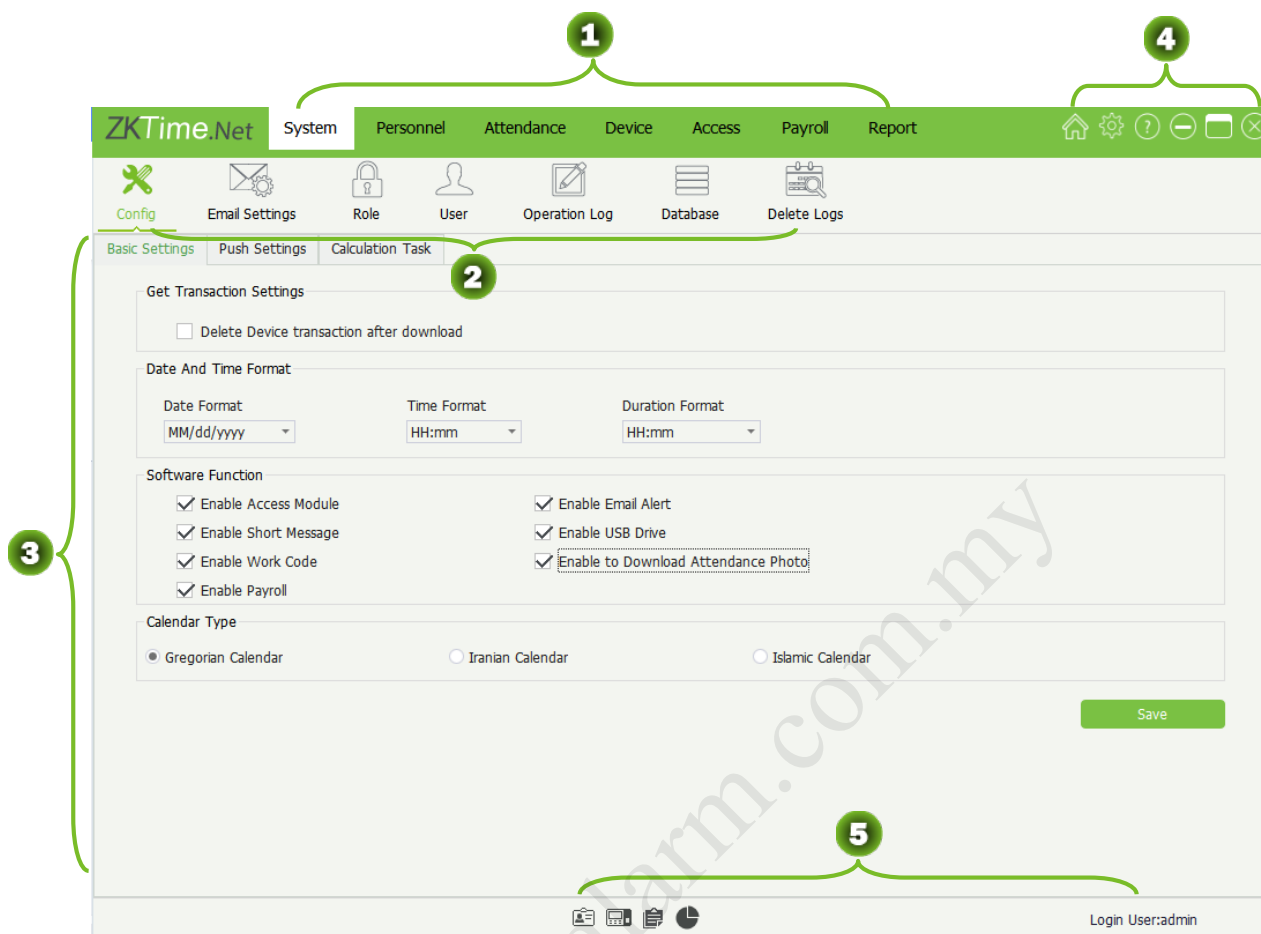 1
4
ZKTime.Net System Personnel Attendance Device Access Payroll Report
Config Email Settings Role User Operation Log Database Delete Logs
Basic Settings Push Settings Calculation Task
2
Get Transaction Settings
Delete Device transaction after download
Date And Time Format
Date Format Time Format Duration Format
MM/dd/yyyy HH:mm HH:mm
Software Function
Enable Access Module Enable Email Alert
Enable Short Message Enable USB Drive
3
Enable Work Code Enable to Download Attendance Photo
Enable Payroll
Calendar Type
Gregorian Calendar Iranian Calendar Islamic Calendar
Save
5
Login User:admin
alarm.com.my